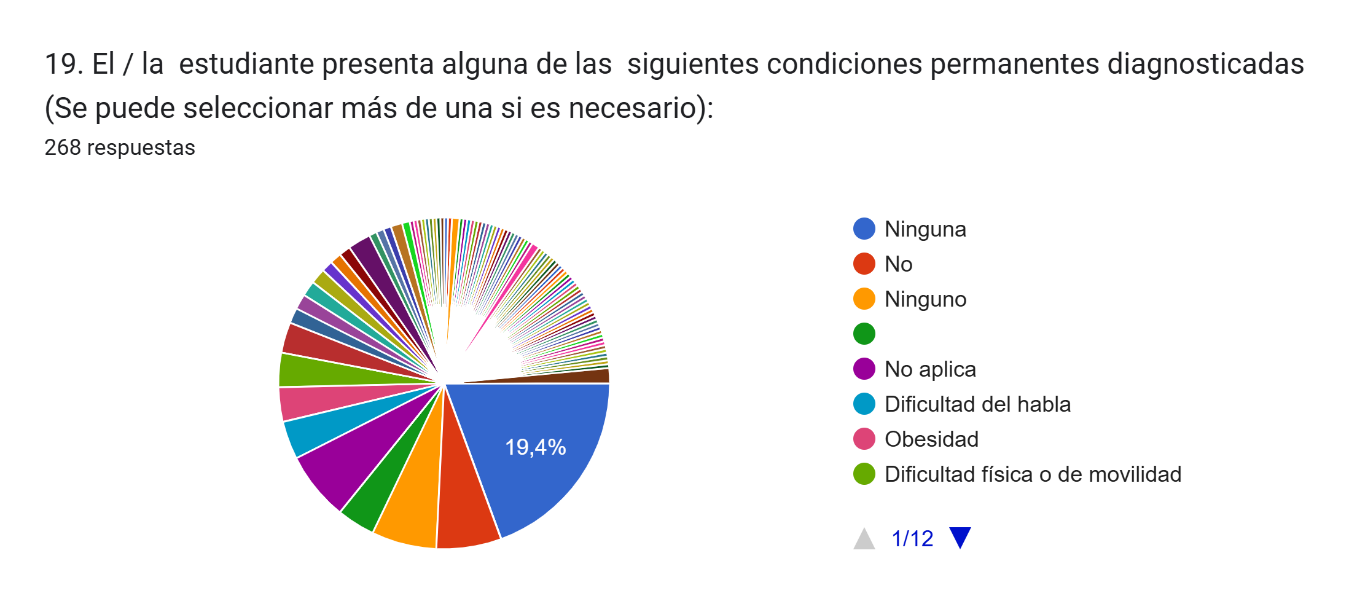 19. El / la  estudiante presenta alguna de las  siguientes condiciones permanentes diagnosticadas
(Se puede seleccionar más de una si es necesario):
268 respuestas
19,4%
Ninguna
No
Ninguno
No aplica
Dificultad del habla
Obesidad
Dificultad física o de movilidad
1/12